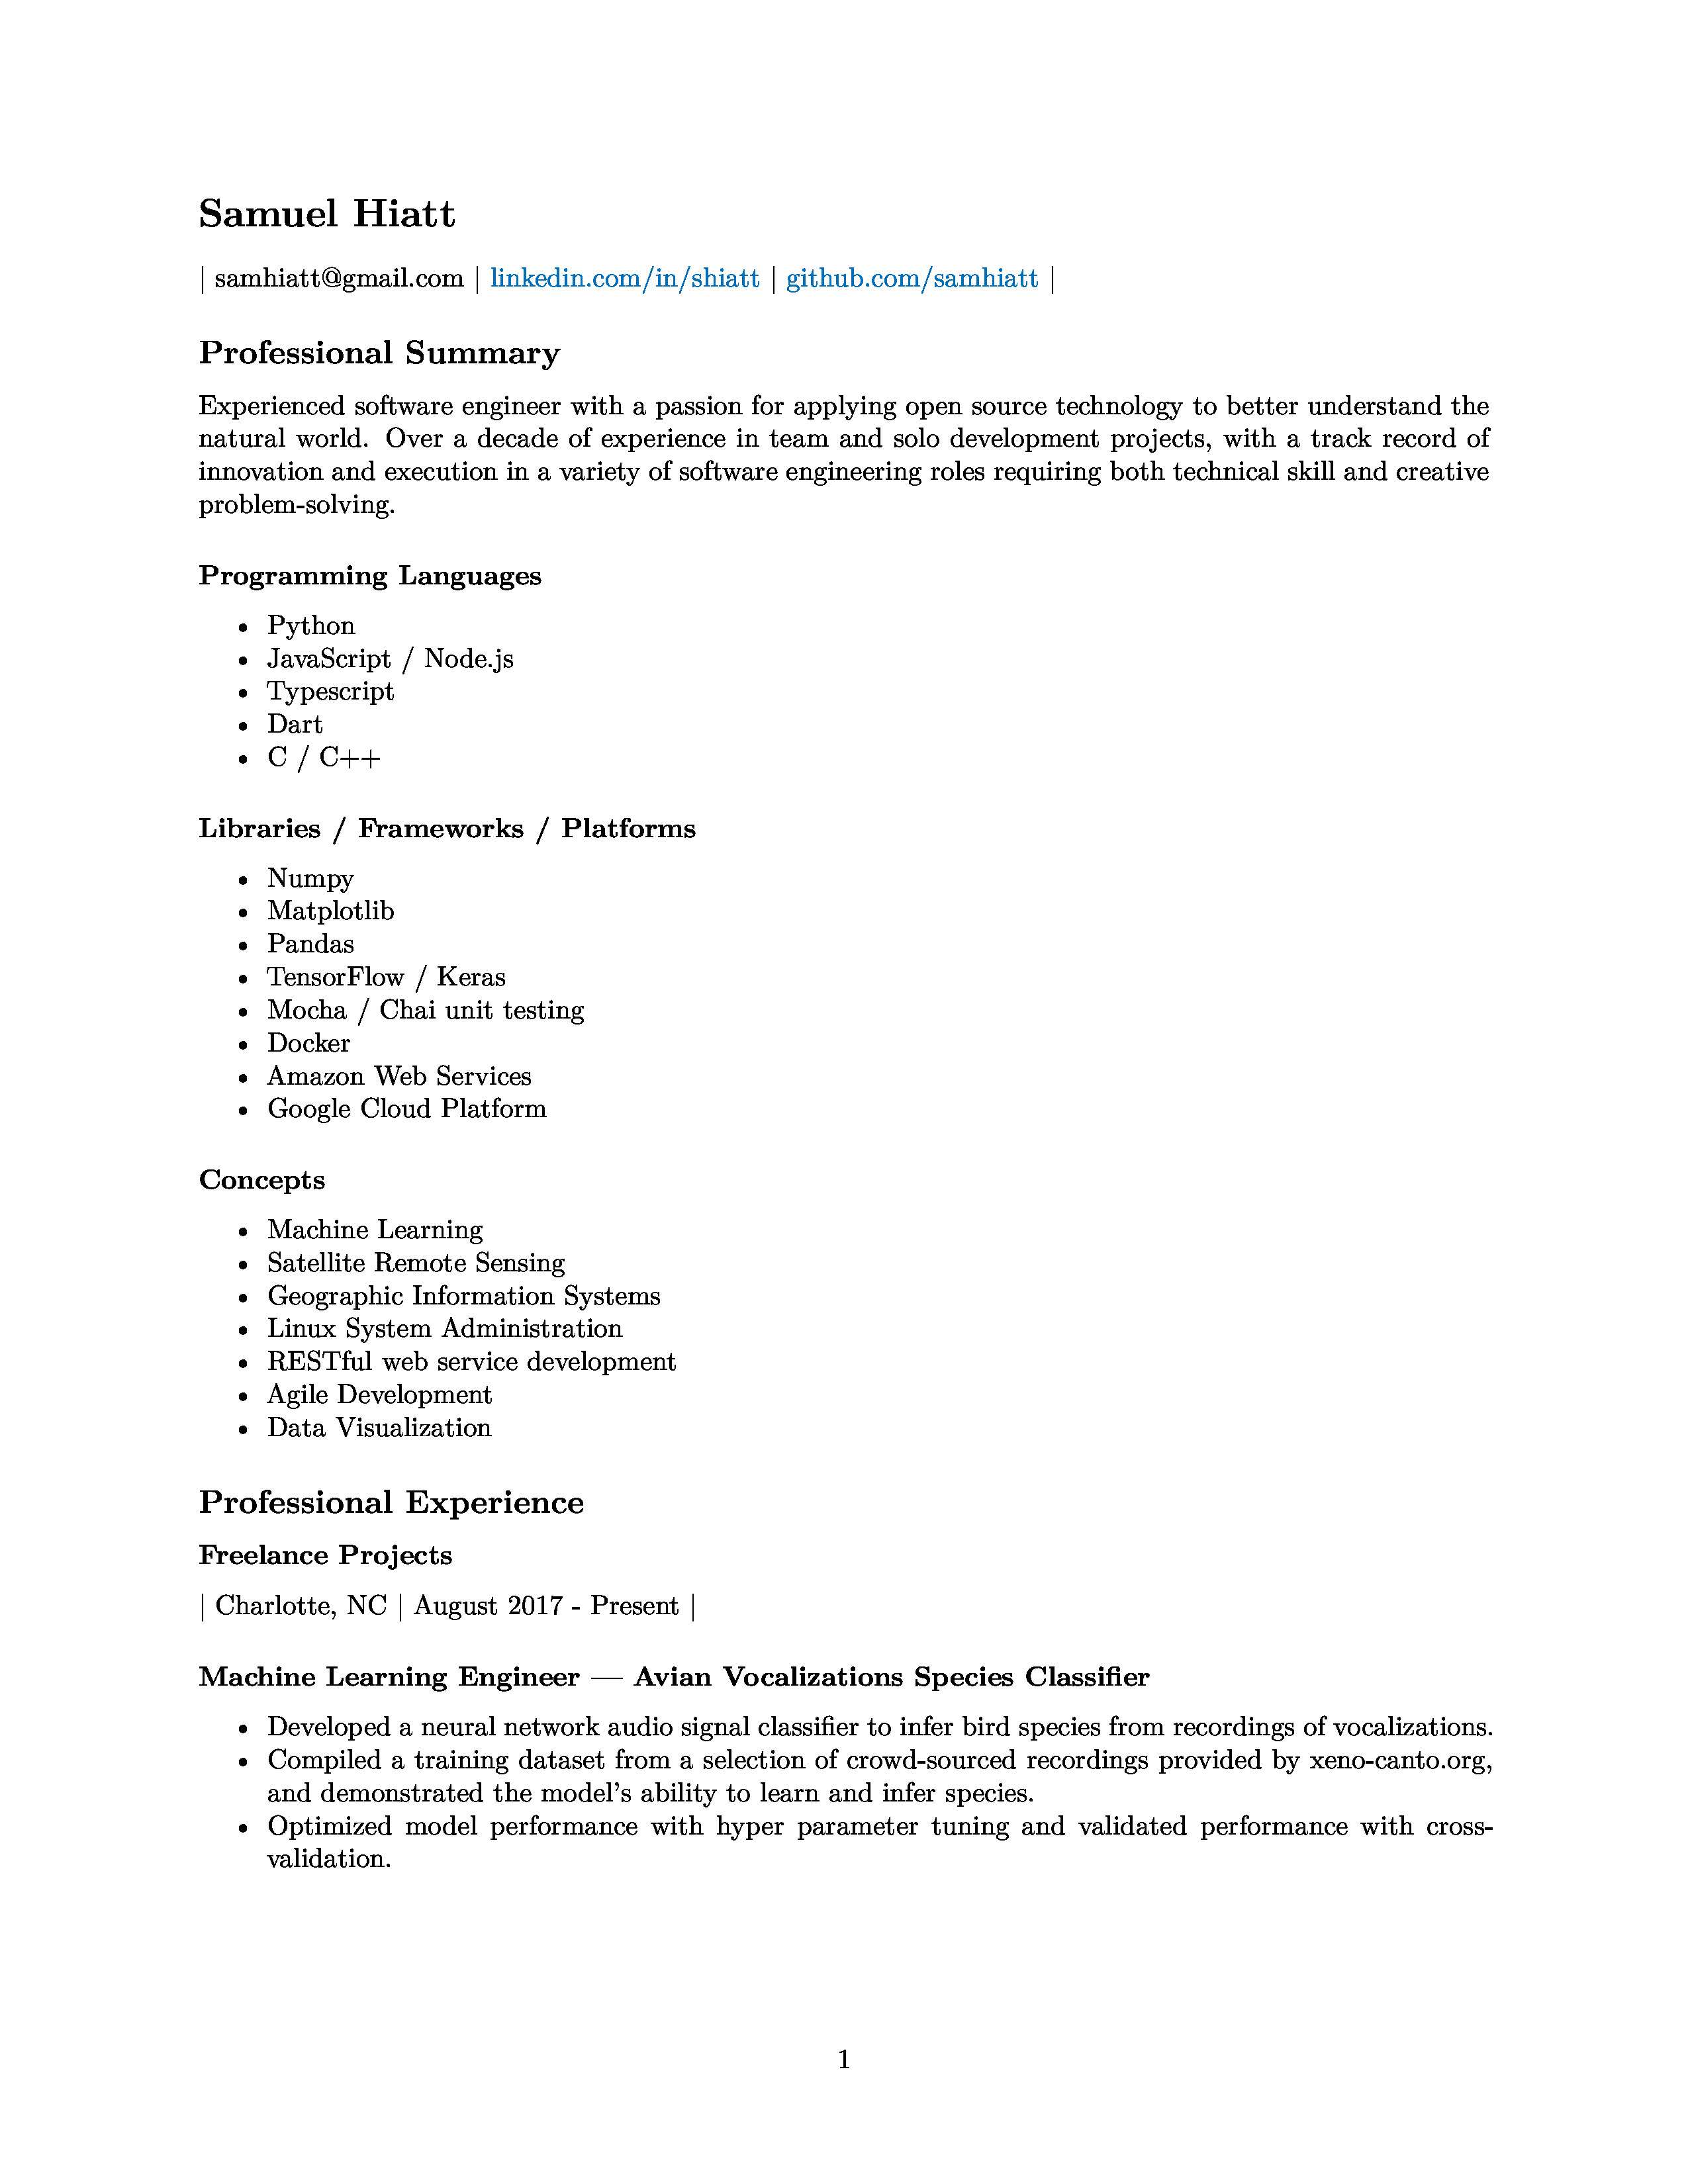 Samuel Hiatt
| samhiatt@gmail.com | linkedin.com/in/shiatt | github.com/samhiatt |
Professional Summary
Experienced software engineer with a passion for applying open source technology to better understand the
natural world. Over a decade of experience in team and solo development projects, with a track record of
innovation and execution in a variety of software engineering roles requiring both technical skill and creative
problem-solving.
Programming Languages
• Python
• JavaScript / Node.js
• Typescript
• Dart
• C / C++
Libraries / Frameworks / Platforms
• Numpy
• Matplotlib
• Pandas
• TensorFlow / Keras
• Mocha / Chai unit testing
• Docker
• Amazon Web Services
• Google Cloud Platform
Concepts
• Machine Learning
• Satellite Remote Sensing
• Geographic Information Systems
• Linux System Administration
• RESTful web service development
• Agile Development
• Data Visualization
Professional Experience
Freelance Projects
| Charlotte, NC | August 2017 - Present |
Machine Learning Engineer — Avian Vocalizations Species Classifier
• Developed a neural network audio signal classifier to infer bird species from recordings of vocalizations.
• Compiled a training dataset from a selection of crowd-sourced recordings provided by xeno-canto.org,
and demonstrated the model's ability to learn and infer species.
• Optimized model performance with hyper parameter tuning and validated performance with cross-
validation.
1